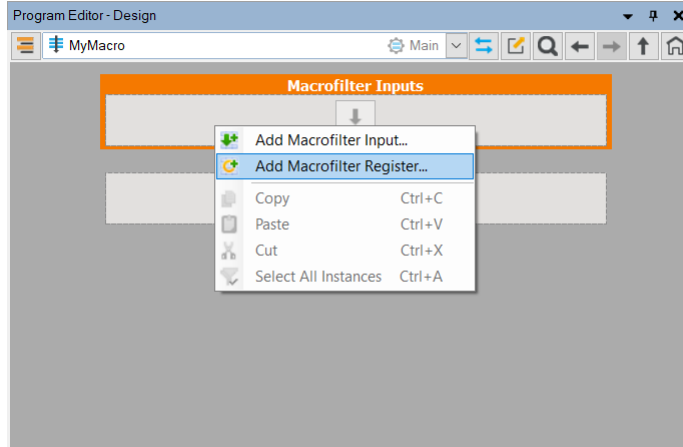 Program Editor - Design
MyMacro
Main
Macrofilter Inputs
Add Macrofilter Input...
Add Macrofilter Register...
Copy Ctrl+C
Paste Ctrl+V
Cut Ctrl+X
Select All Instances Ctrl+A